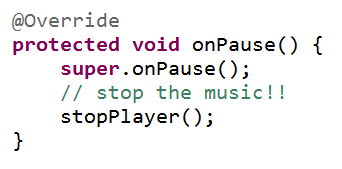 @Override
protected void onPause() {
    super.onPause();
    // stop the music!!
    stopPlayer();
}